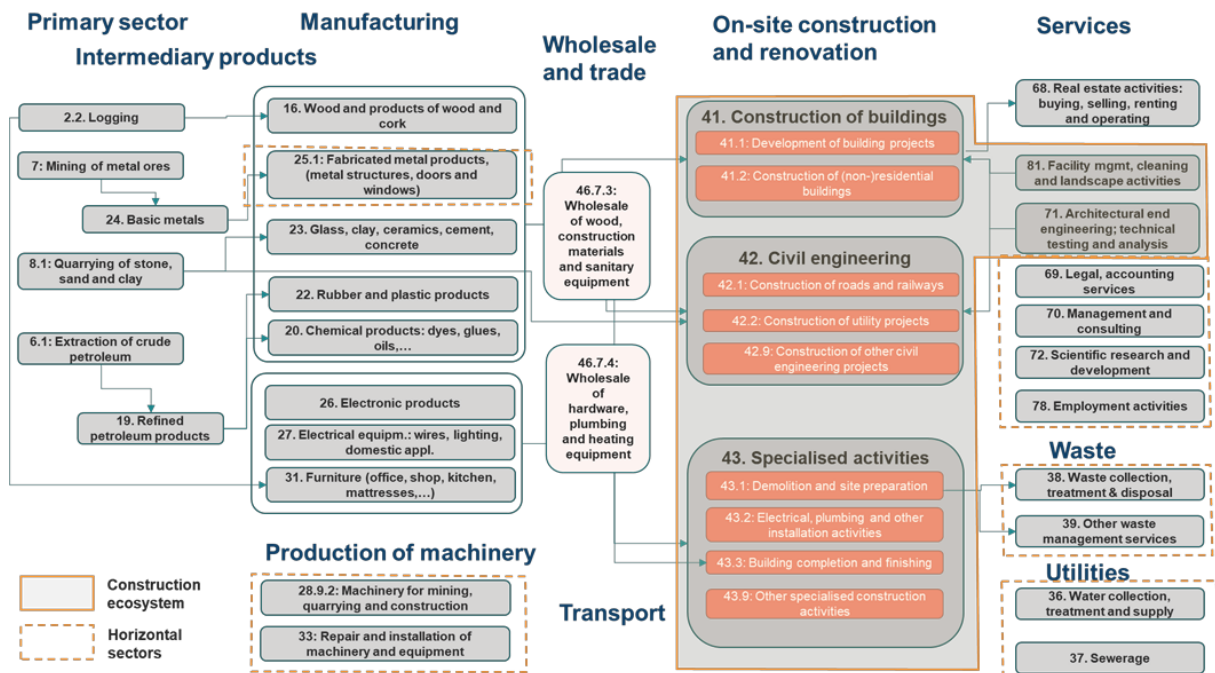 Primary sector
Manufacturing
Intermediary products
Wholesale
and trade
On-site construction
and renovation
Services
2.2. Logging
7: Mining of metal ores
24. Basic metals
8.1: Quarrying of stone,
sand and clay
6.1: Extraction of crude
petroleum
19. Refined
petroleum products
16. Wood and products of wood and
cork
25.1: Fabricated metal products,
(metal structures, doors and
windows)
23. Glass, clay, ceramics, cement,
concrete
22. Rubber and plastic products
20. Chemical products: dyes, glues,
oils,...
26. Electronic products
27. Electrical equipm.: wires, lighting,
domestic appl.
31. Furniture (office, shop, kitchen,
mattresses,...)
Production of machinery
28.9.2: Machinery for mining,
quarrying and construction
33: Repair and installation of
machinery and equipment
46.7.3:
Wholesale
of wood,
construction
materials
and sanitary
equipment
46.7.4:
Wholesale
of
hardware,
plumbing
and heating
equipment
Transport
41. Construction of buildings
41.1: Development of building projects
41.2: Construction of (non-)residential
buildings
42. Civil engineering
42.1: Construction of roads and railways
42.2: Construction of utility projects
42.9: Construction of other civil
engineering projects
43. Specialised activities
43.1: Demolition and site preparation
43.2: Electrical, plumbing and other
installation activities
43.3: Building completion and finishing
43.9: Other specialised construction
activities
68. Real estate activities:
buying, selling, renting
and operating
81. Facility mgmt, cleaning
and landscape activities
71. Architectural end
engineering; technical
testing and analysis
69. Legal, accounting
services
70. Management and
consulting
72. Scientific research and
development
78. Employment activities
Waste
38. Waste collection,
treatment & disposal
39. Other waste
management services
Utilities
36. Water collection,
treatment and supply
37. Sewerage
Construction
ecosystem
Horizontal
sectors